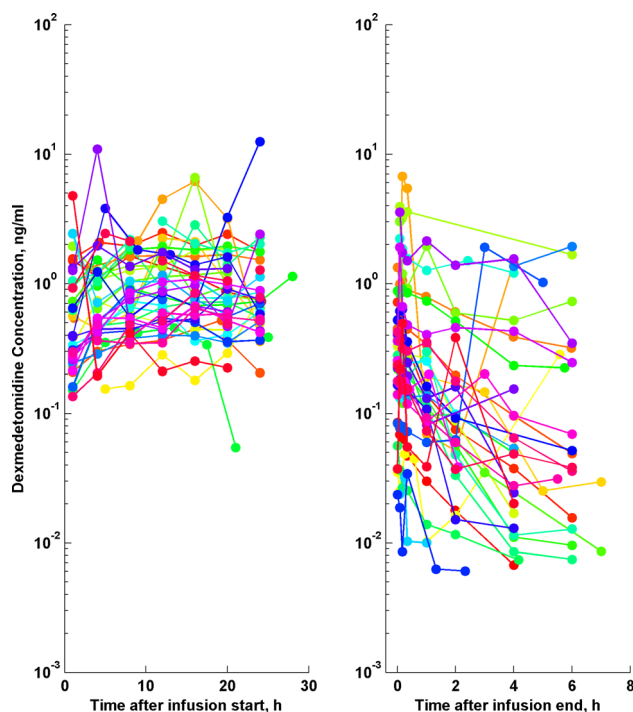 Dexmedetomidine Concentration, ng/ml
10²
10¹
10⁰
10⁻¹
10⁻²
10⁻³
0 10 20 30
Time after infusion start, h
10²
10¹
10⁰
10⁻¹
10⁻²
10⁻³
0 2 4 6 8
Time after infusion end, h